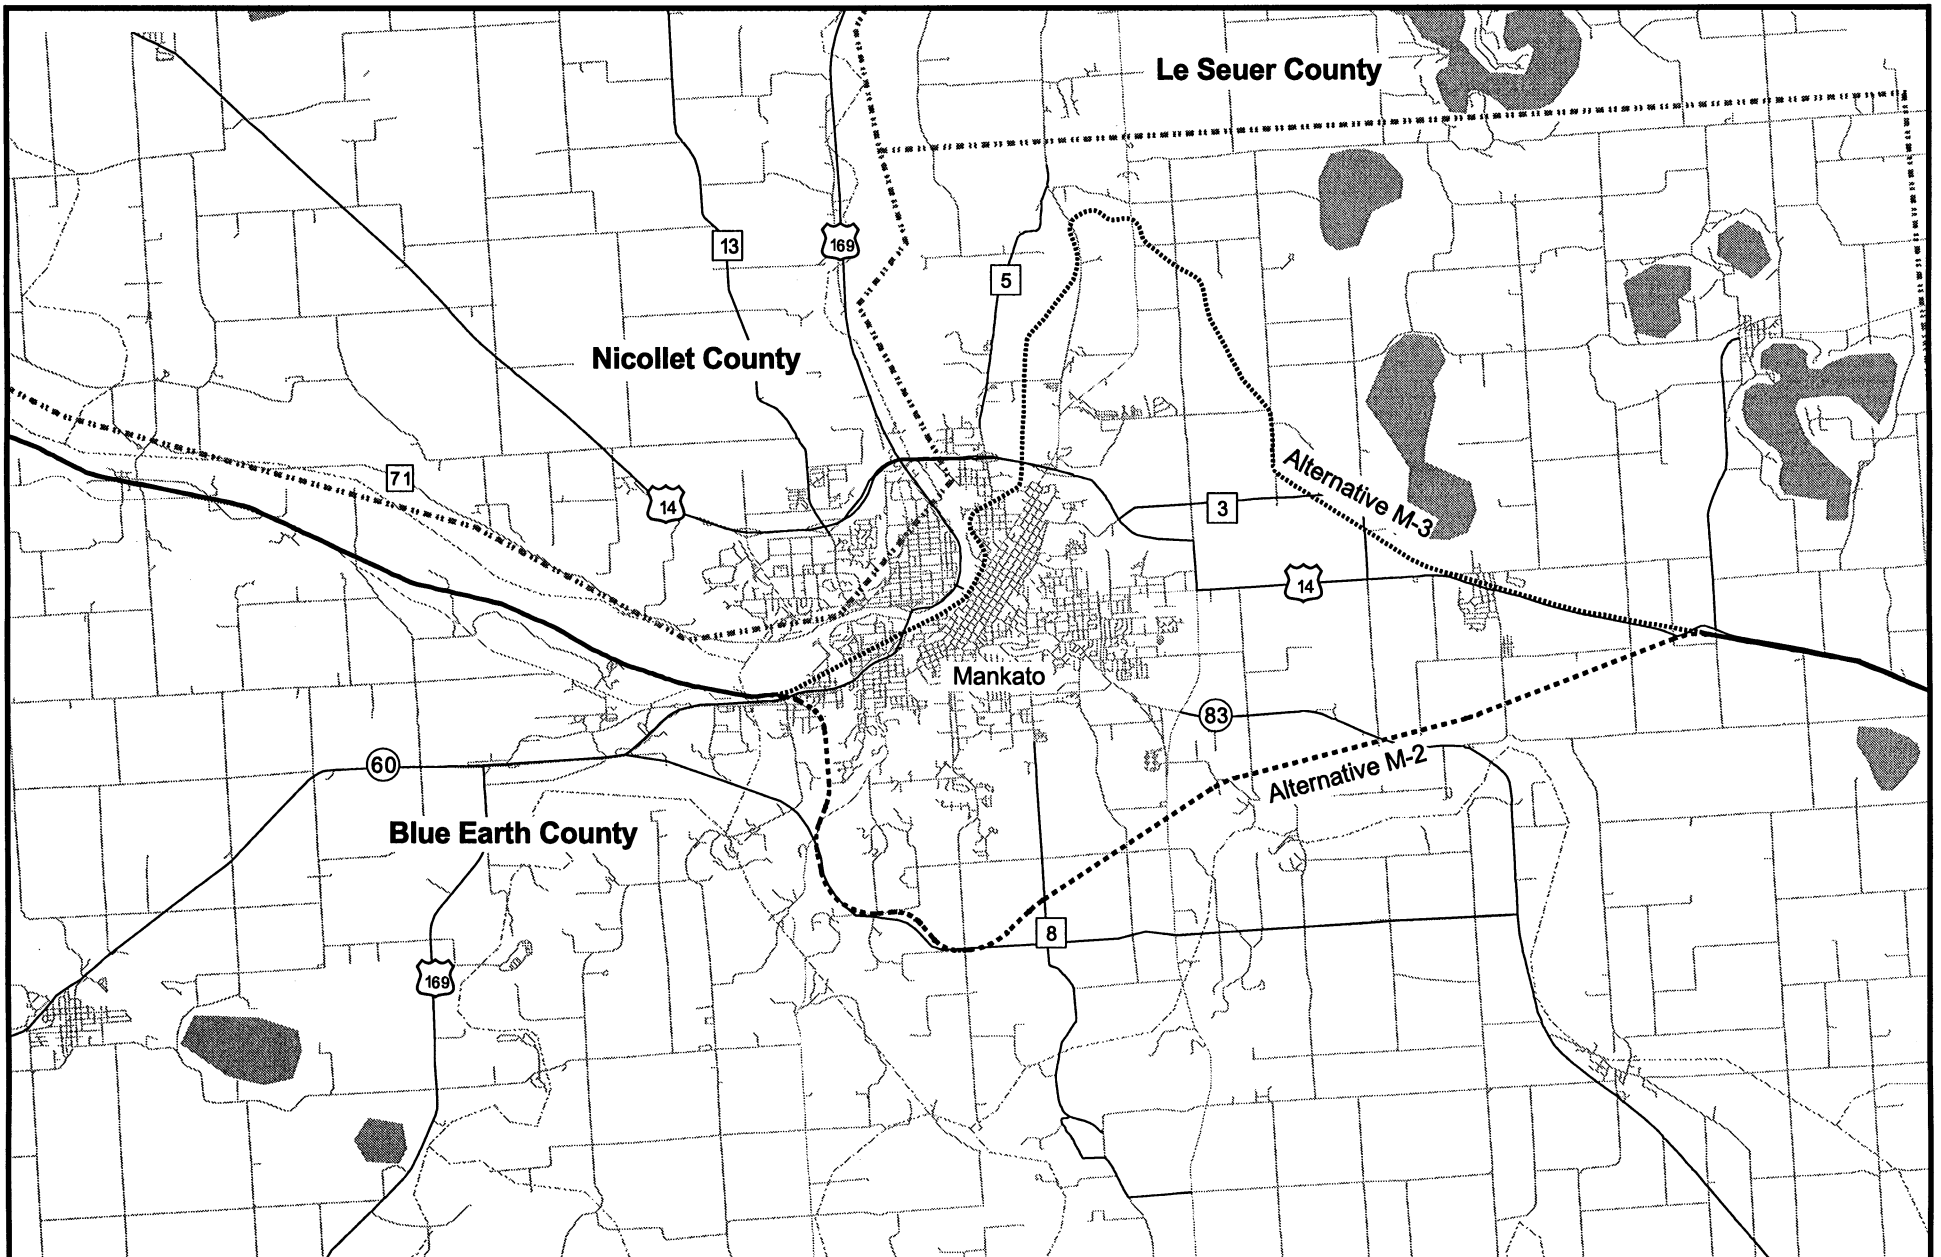 Le Seuer County
13
169
5
Nicollet County
71
14
3
Alternative M-3
14
Mankato
83
60
Alternative M-2
Blue Earth County
8
169